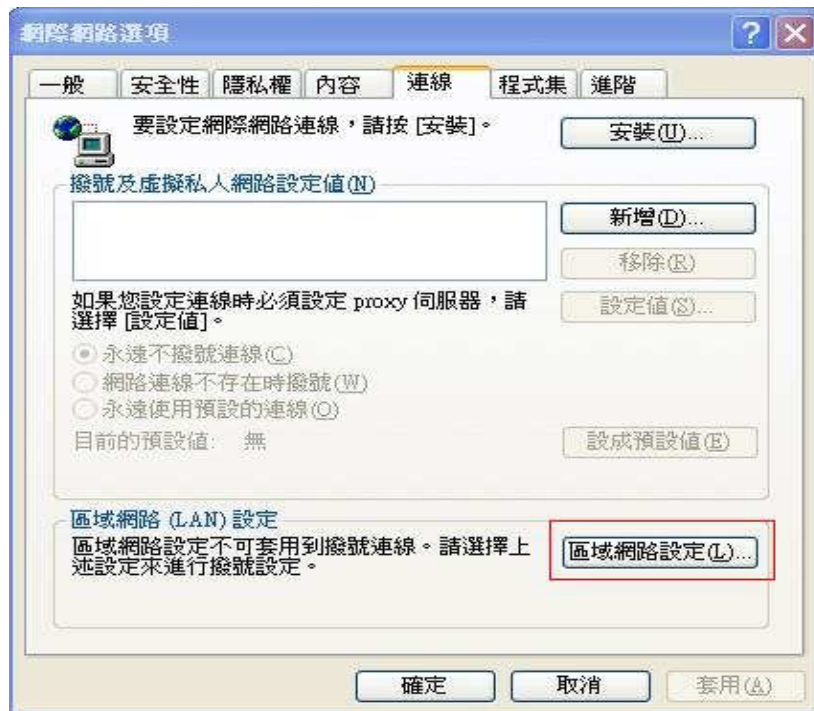 網際網路選項
一般 安全性 隱私權 內容 連線 程式集 進階
要設定網際網路連線，請按 [安裝]。
安裝(U)...
撥號及虛擬私人網路設定值(N)
新增(D)...
移除(R)
如果您設定連線時必須設定 proxy 伺服器，請
選擇 [設定值]。
設定值(S)...
永遠不撥號連線(C)
網路連線不存在時撥號(W)
永遠使用預設的連線(O)
目前的預設值: 無
設成預設值(E)
區域網路 (LAN) 設定
區域網路設定不可套用到撥號連線。請選擇上
述設定來進行撥號設定。
區域網路設定(L)...
確定 取消 套用(A)